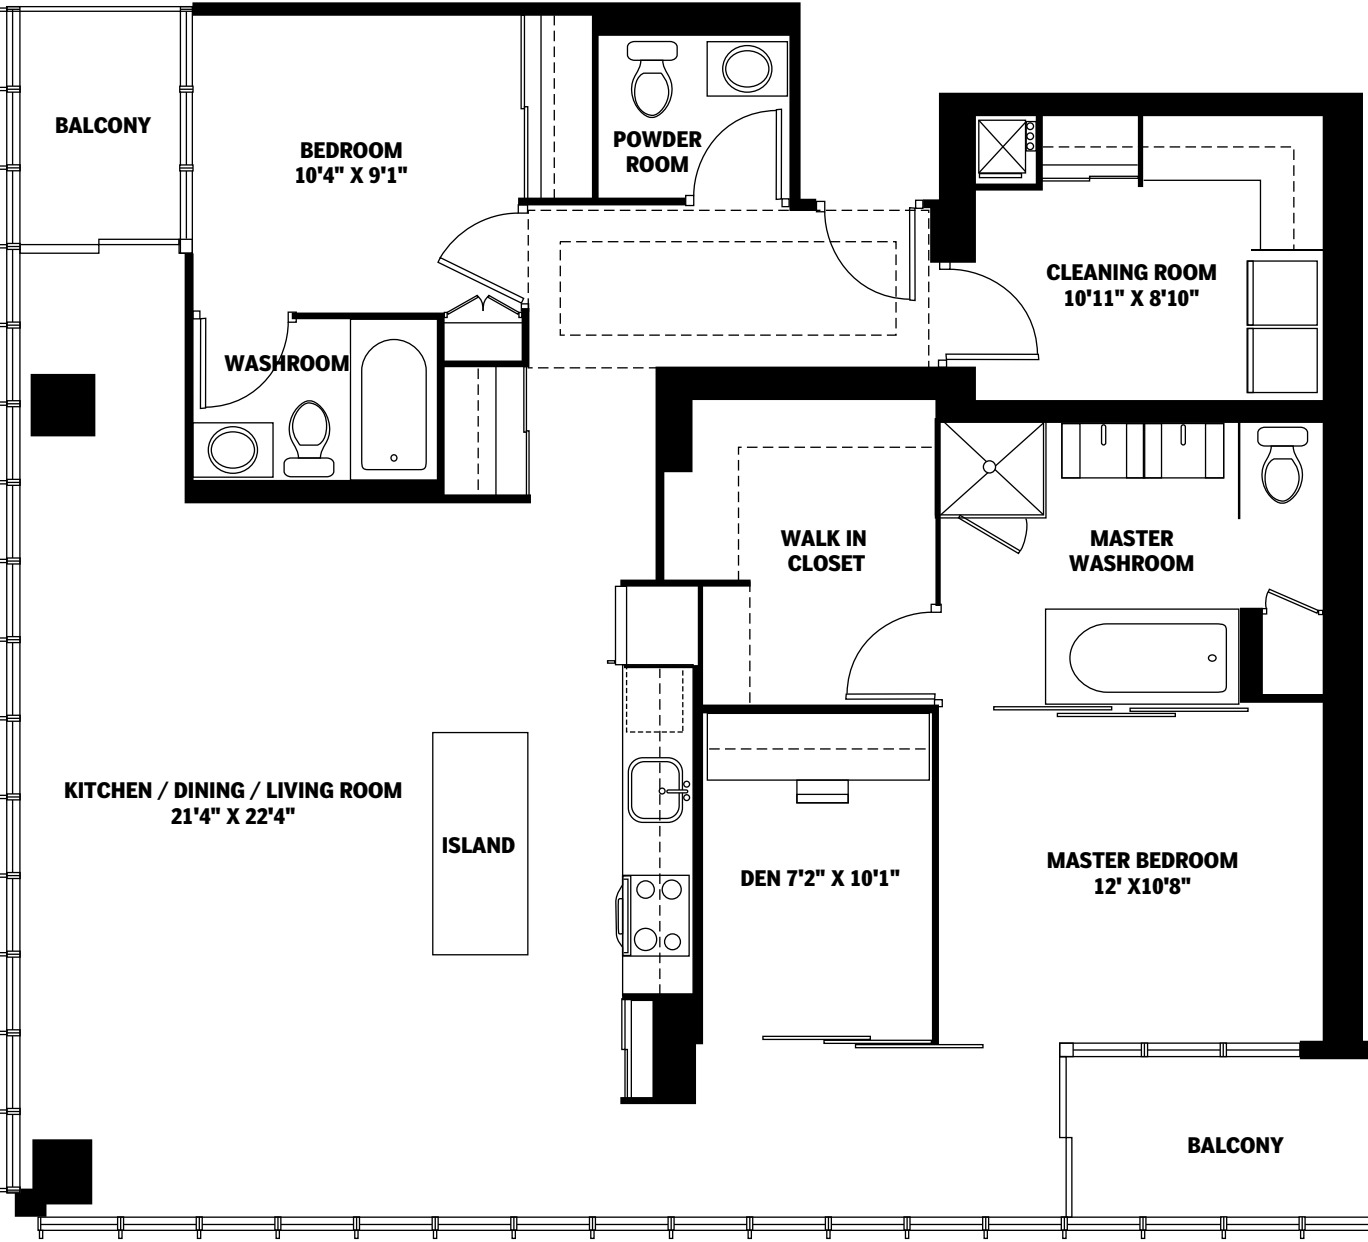 BALCONY
BEDROOM
10'4" X 9'1"
POWDER
ROOM
CLEANING ROOM
10'11" X 8'10"
WASHROOM
WALK IN
CLOSET
MASTER
WASHROOM
KITCHEN / DINING / LIVING ROOM
21'4" X 22'4"
ISLAND
DEN 7'2" X 10'1"
MASTER BEDROOM
12' X10'8"
BALCONY